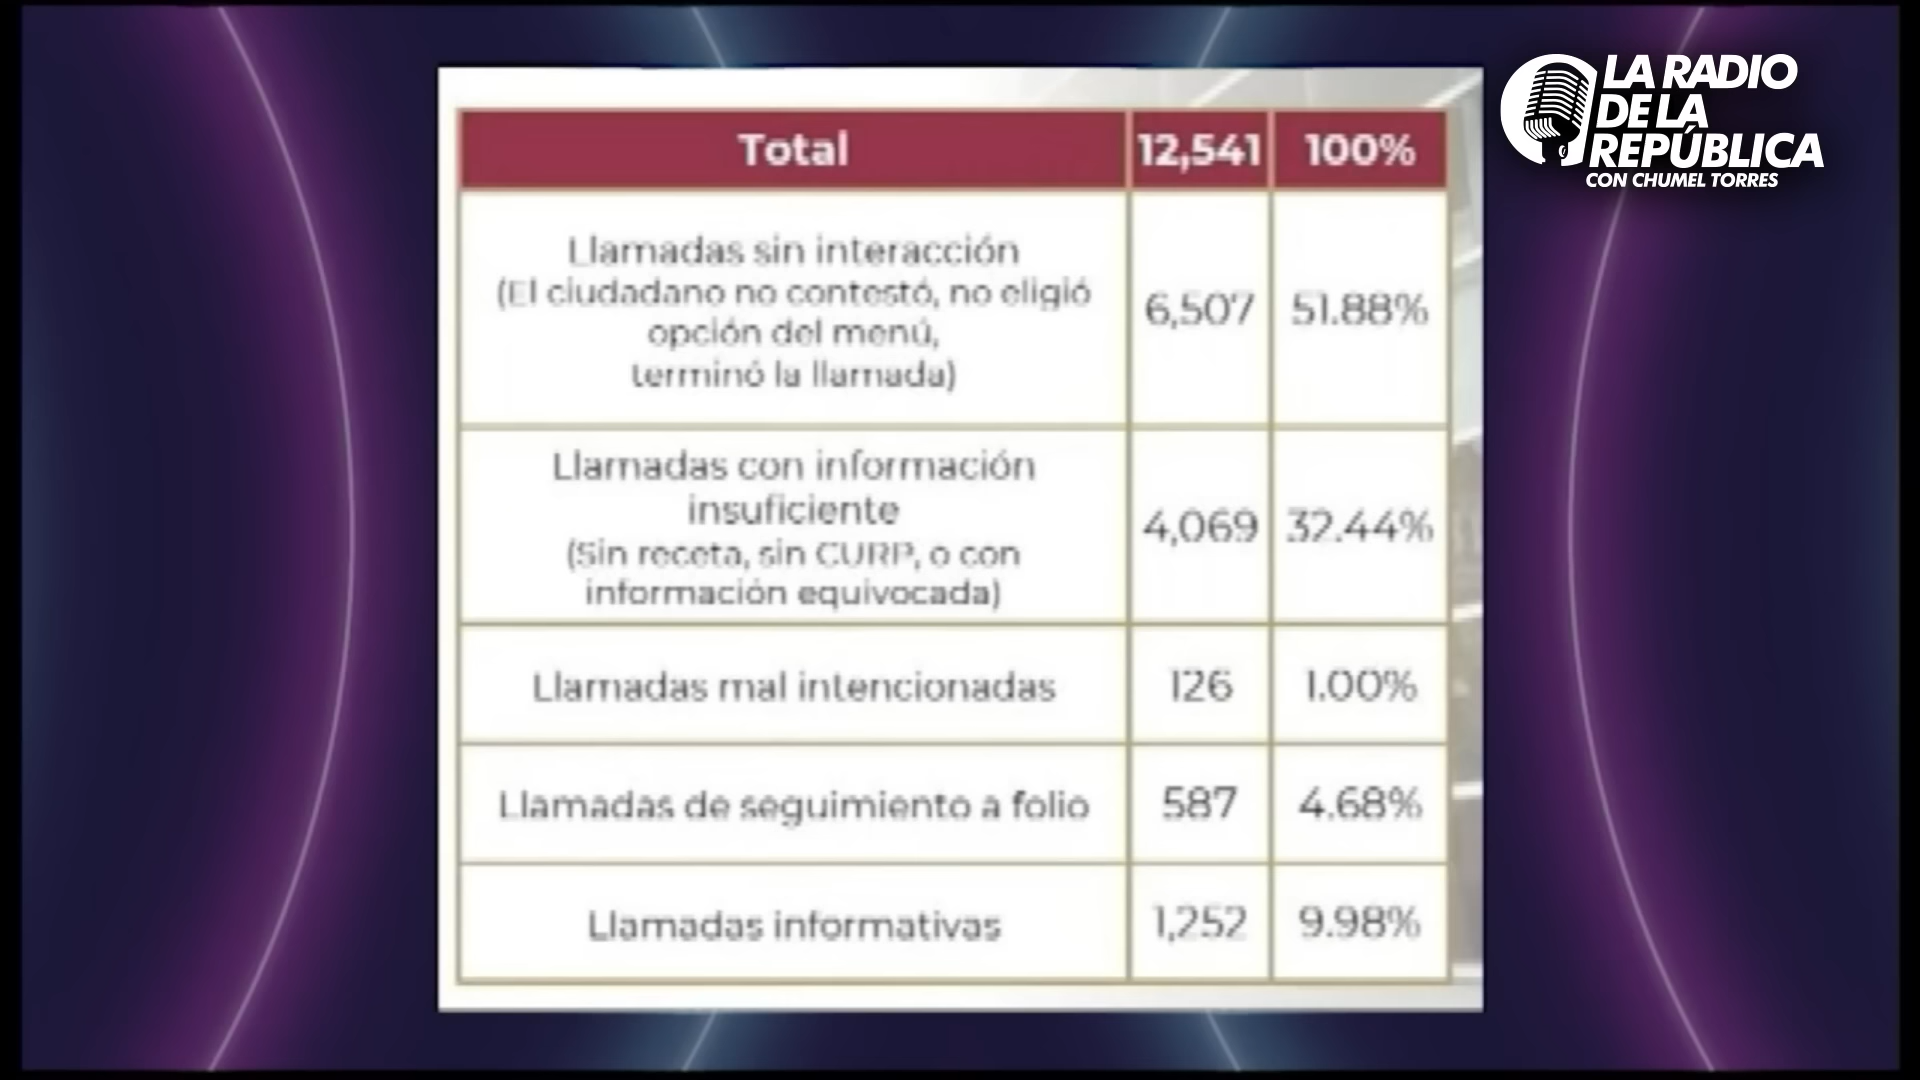 LA RADIO
DE LA
REPÚBLICA
CON CHUMEL TORRES
Total 12,541 100%
Llamadas sin interacción
(El ciudadano no contestó, no eligió
opción del menú,
terminó la llamada)
6,507 51.88%
Llamadas con información
insuficiente
(Sin receta, sin CURP, o con
información equivocada)
4,069 32.44%
Llamadas mal intencionadas 126 1.00%
Llamadas de seguimiento a folio 587 4.68%
Llamadas informativas 1,252 9.98%